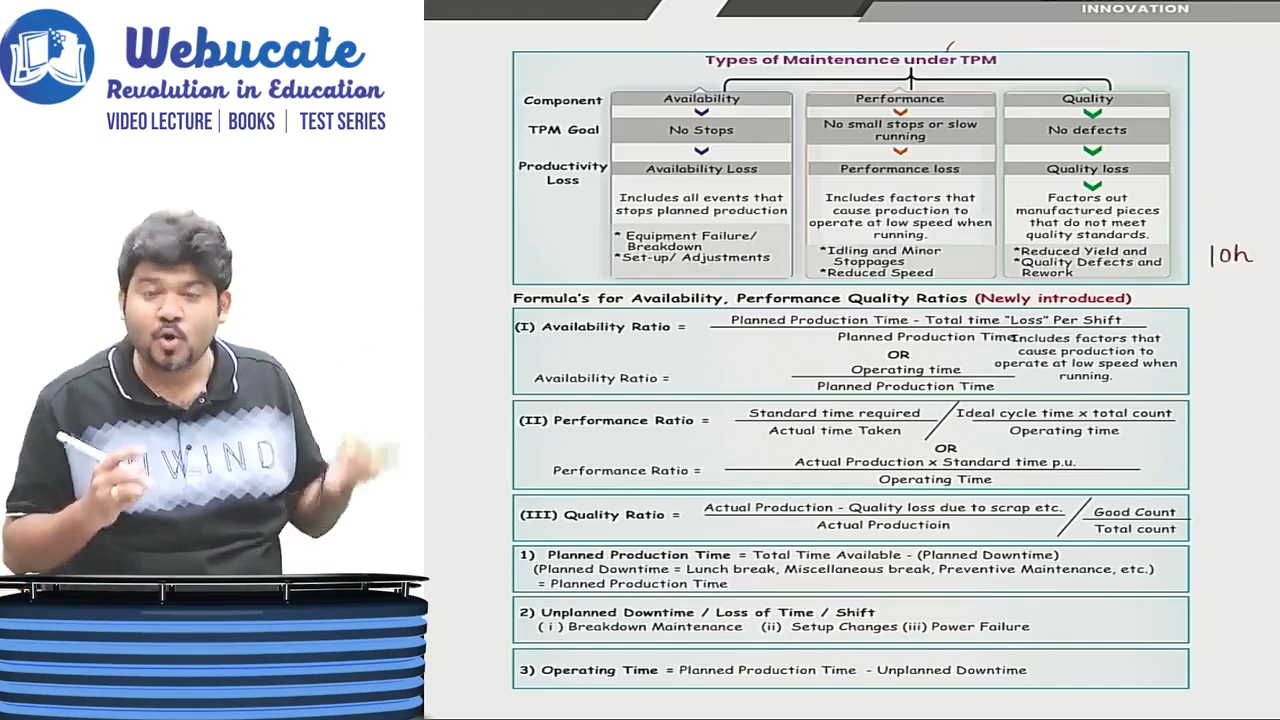 INNOVATION
Webucate
Revolution in Education
VIDEO LECTURE | BOOKS | TEST SERIES
UNWIND
Types of Maintenance under TPM
Component Availability Performance Quality
TPM Goal No Stops No small stops or slow running No defects
Productivity Loss Availability Loss Performance loss Quality loss
Includes all events that
stops planned production
* Equipment Failure/
Breakdown
*Set-up/ Adjustments
Includes factors that
cause production to
operate at low speed when
running.
*Idling and Minor
Stoppages
*Reduced Speed
Factors out
manufactured pieces
that do not meet
quality standards.
*Reduced Yield and
*Quality Defects and
Rework
10h
Formula's for Availability, Performance Quality Ratios (Newly introduced)
(I) Availability Ratio = Planned Production Time - Total time "Loss" Per Shift
Planned Production Time
OR
Availability Ratio = Operating time
Planned Production Time
Includes factors that
cause production to
operate at low speed when
running.
(II) Performance Ratio = Standard time required / Ideal cycle time x total count
Actual time Taken Operating time
OR
Performance Ratio = Actual Production x Standard time p.u.
Operating Time
(III) Quality Ratio = Actual Production - Quality loss due to scrap etc. / Good Count
Actual Productioin Total count
1) Planned Production Time = Total Time Available - (Planned Downtime)
(Planned Downtime = Lunch break, Miscellaneous break, Preventive Maintenance, etc.)
= Planned Production Time
2) Unplanned Downtime / Loss of Time / Shift
( i ) Breakdown Maintenance (ii) Setup Changes (iii) Power Failure
3) Operating Time = Planned Production Time - Unplanned Downtime